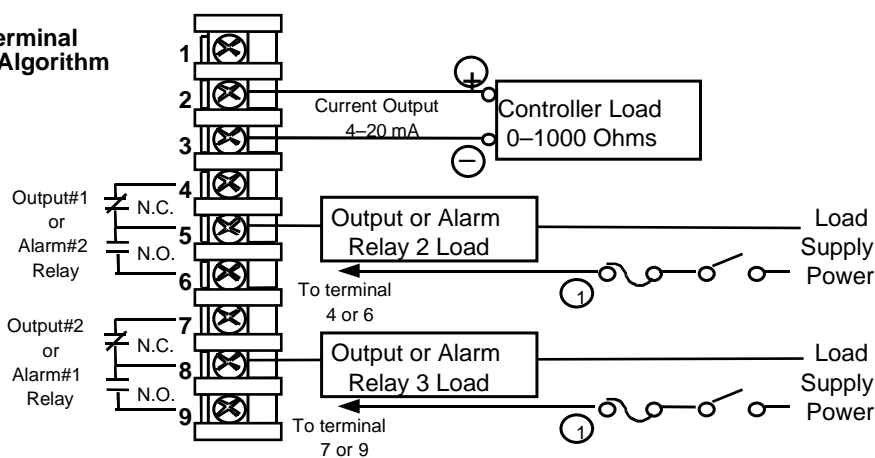 erminal
Algorithm
1
2
3
4
5
6
7
8
9
+
Current Output
4–20 mA
–
Controller Load
0–1000 Ohms
Output#1
or
Alarm#2
Relay
N.C.
N.O.
Output or Alarm
Relay 2 Load
Load
Supply
Power
To terminal
4 or 6
1
Output#2
or
Alarm#1
Relay
N.C.
N.O.
Output or Alarm
Relay 3 Load
Load
Supply
Power
To terminal
7 or 9
1